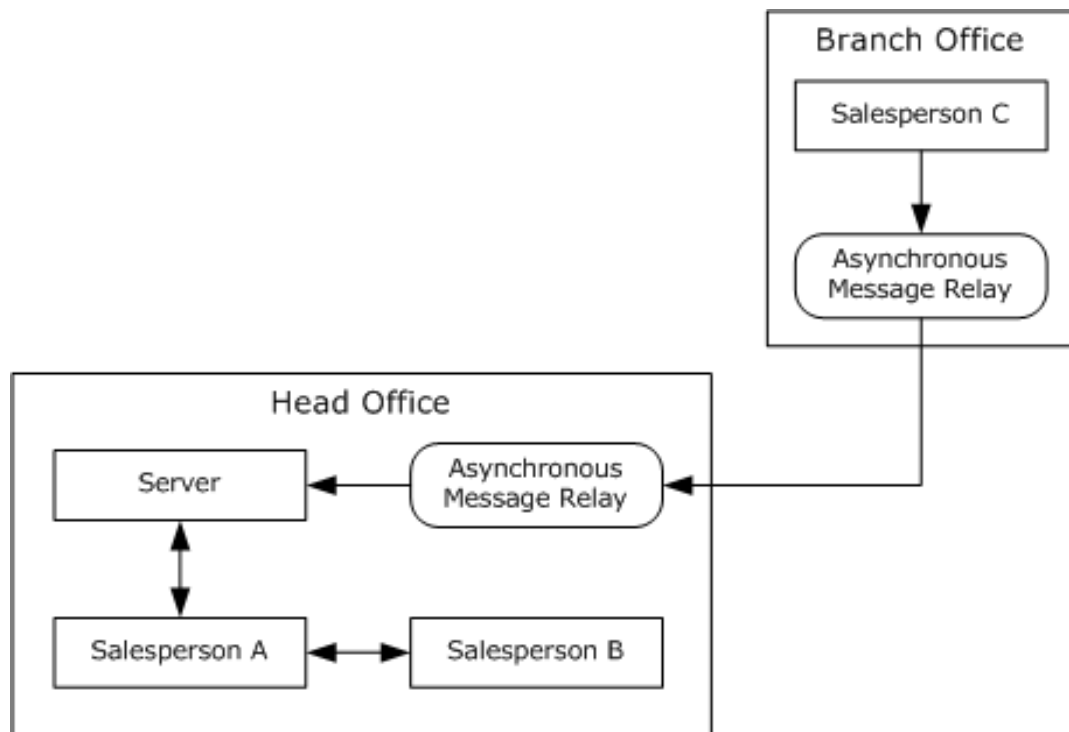 Branch Office
Salesperson C
Asynchronous
Message Relay
Head Office
Server
Asynchronous
Message Relay
Salesperson A
Salesperson B